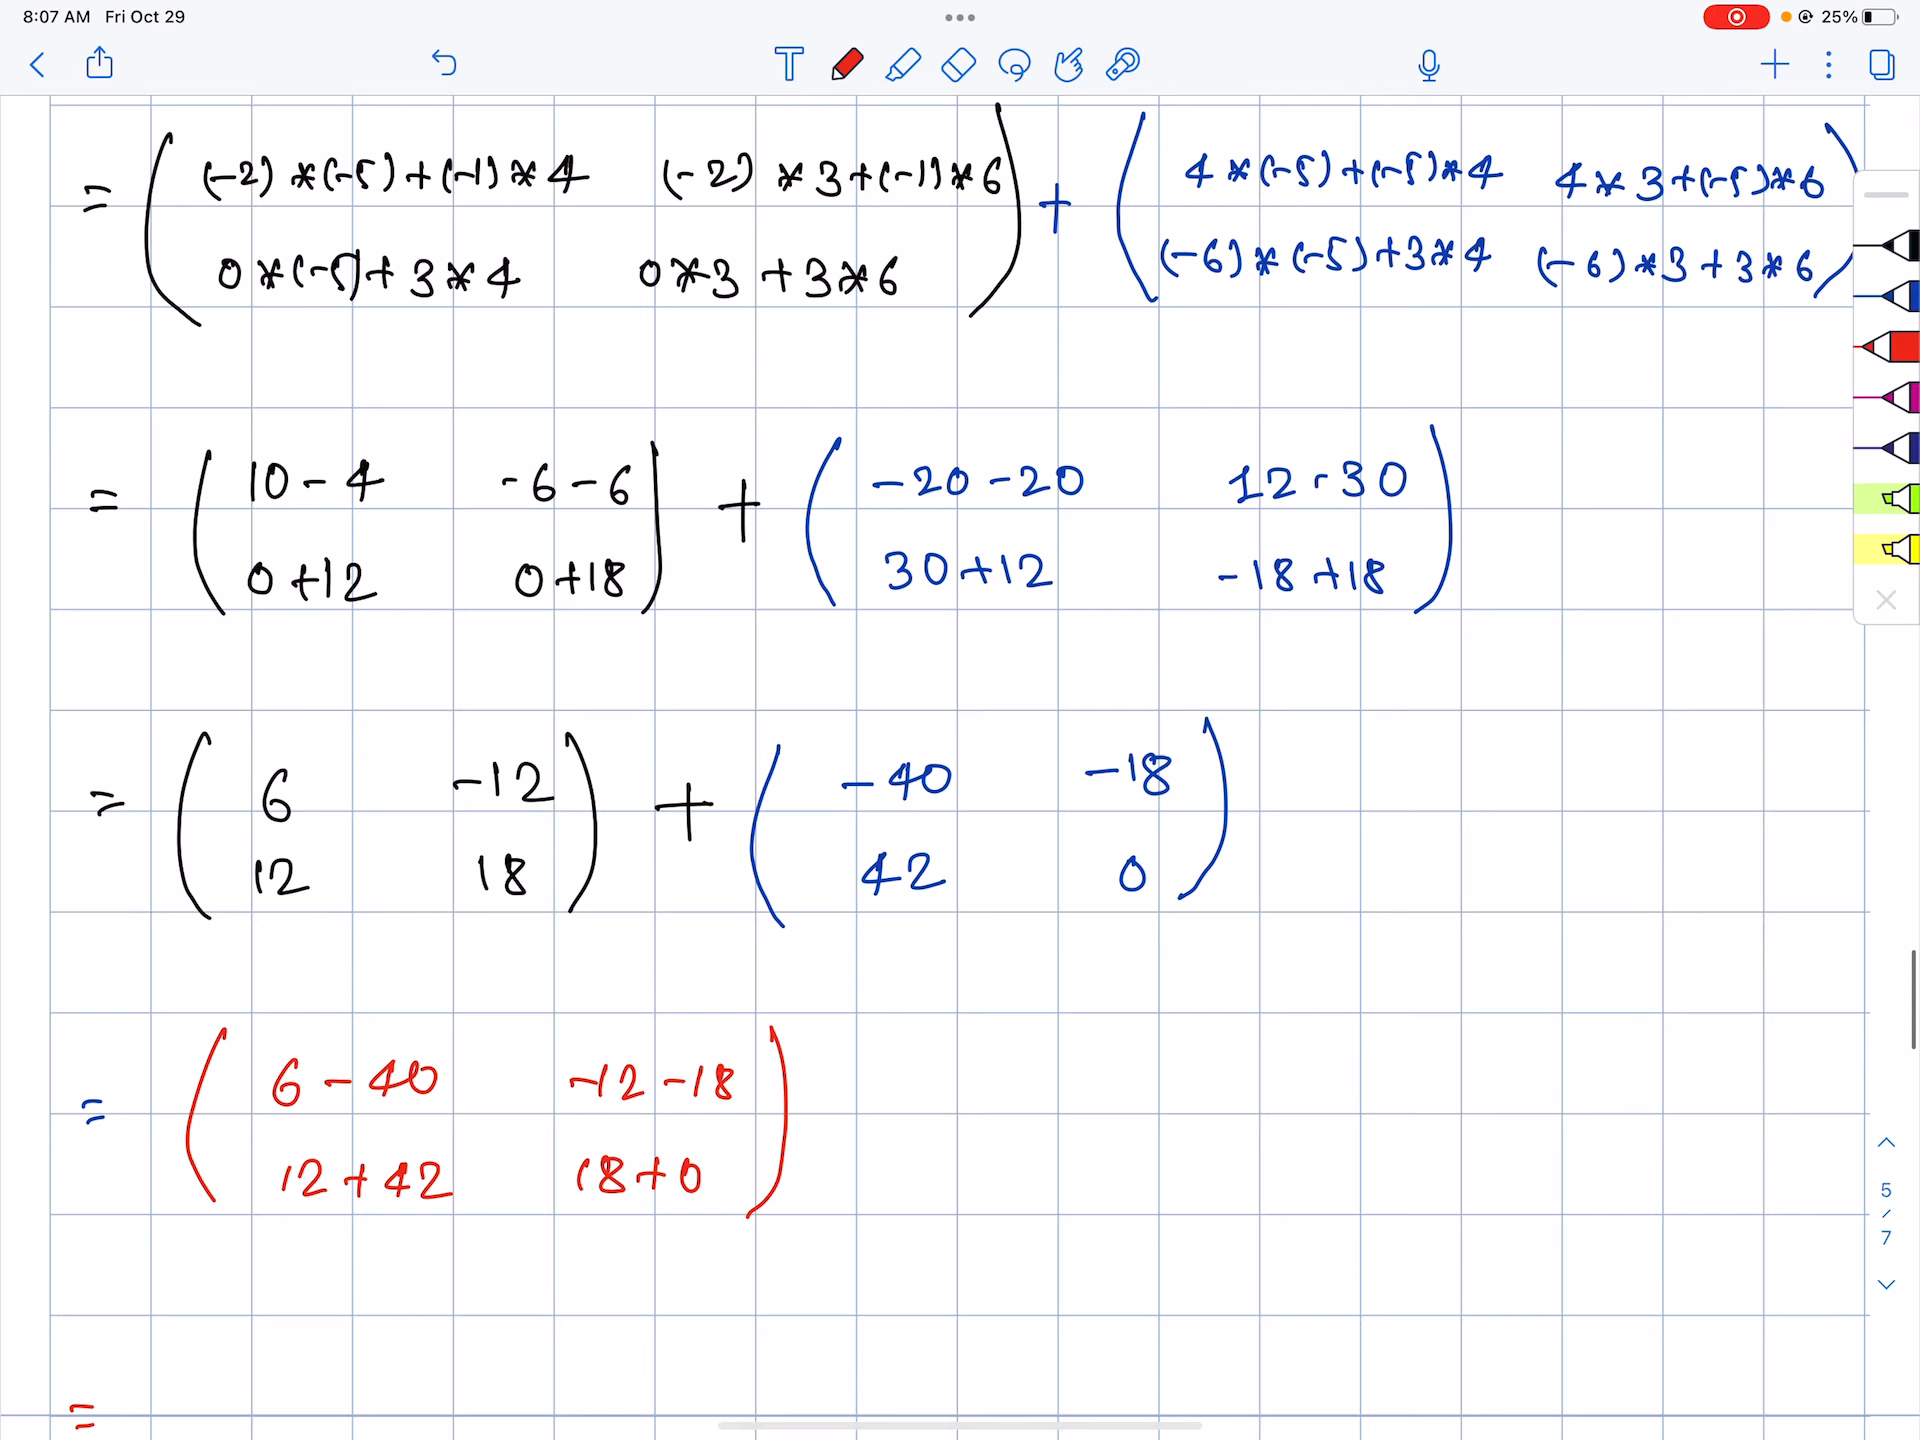 8:07 AM Fri Oct 29
25%
T
= ( (-2)*(-5)+(-1)*4 (-2)*3+(-1)*6 ) + ( 4*(-5)+(-5)*4 4*3+(-5)*6 )
0*(-5)+3*4 0*3+3*6 (-6)*(-5)+3*4 (-6)*3+3*6
= ( 10-4 -6-6 ) + ( -20-20 12-30 )
0+12 0+18 30+12 -18+18
= ( 6 -12 ) + ( -40 -18 )
12 18 42 0
= ( 6-40 -12-18 )
12+42 18+0
5
/
7
=